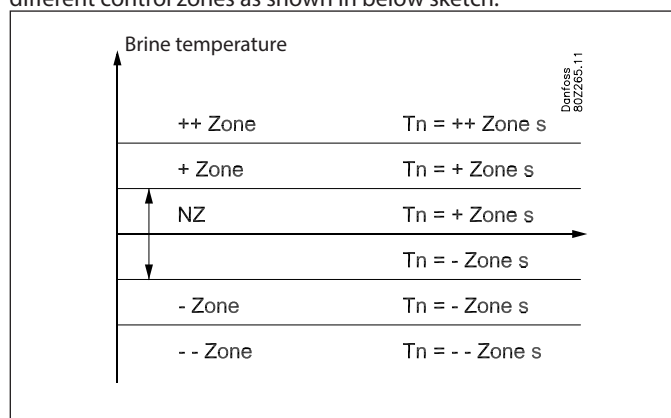 different control zones as shown in below sketch.
Brine temperature
Danfoss
80Z265.11
++ Zone Tn = ++ Zone s
+ Zone Tn = + Zone s
NZ Tn = + Zone s
Tn = - Zone s
- Zone Tn = - Zone s
- - Zone Tn = - - Zone s